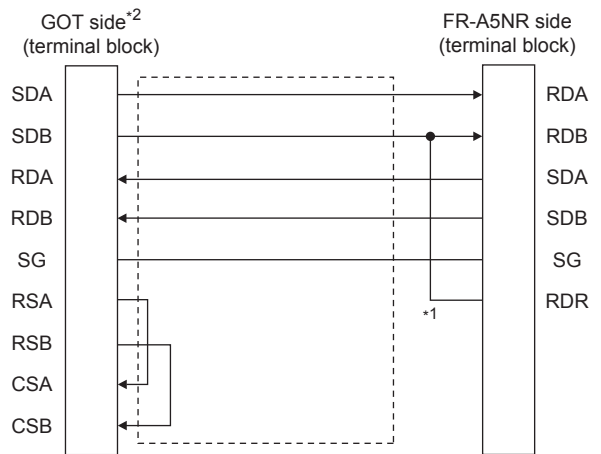 GOT side*2
(terminal block)
FR-A5NR side
(terminal block)
SDA
RDA
SDB
RDB
RDA
SDA
RDB
SDB
SG
SG
RSA
RDR
*1
RSB
CSA
CSB